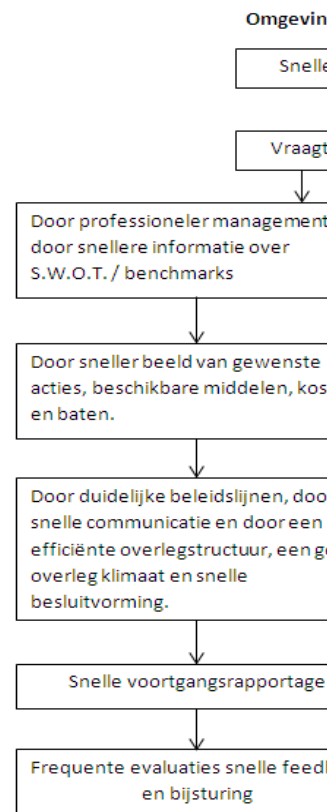 Omgevin
Snelle
Vraagt
Door professioneler management
door snellere informatie over
S.W.O.T. / benchmarks
Door sneller beeld van gewenste
acties, beschikbare middelen, kos
en baten.
Door duidelijke beleidslijnen, doo
snelle communicatie en door een
efficiënte overlegstructuur, een go
overleg klimaat en snelle
besluitvorming.
Snelle voortgangsrapportage
Frequente evaluaties snelle feedb
en bijsturing